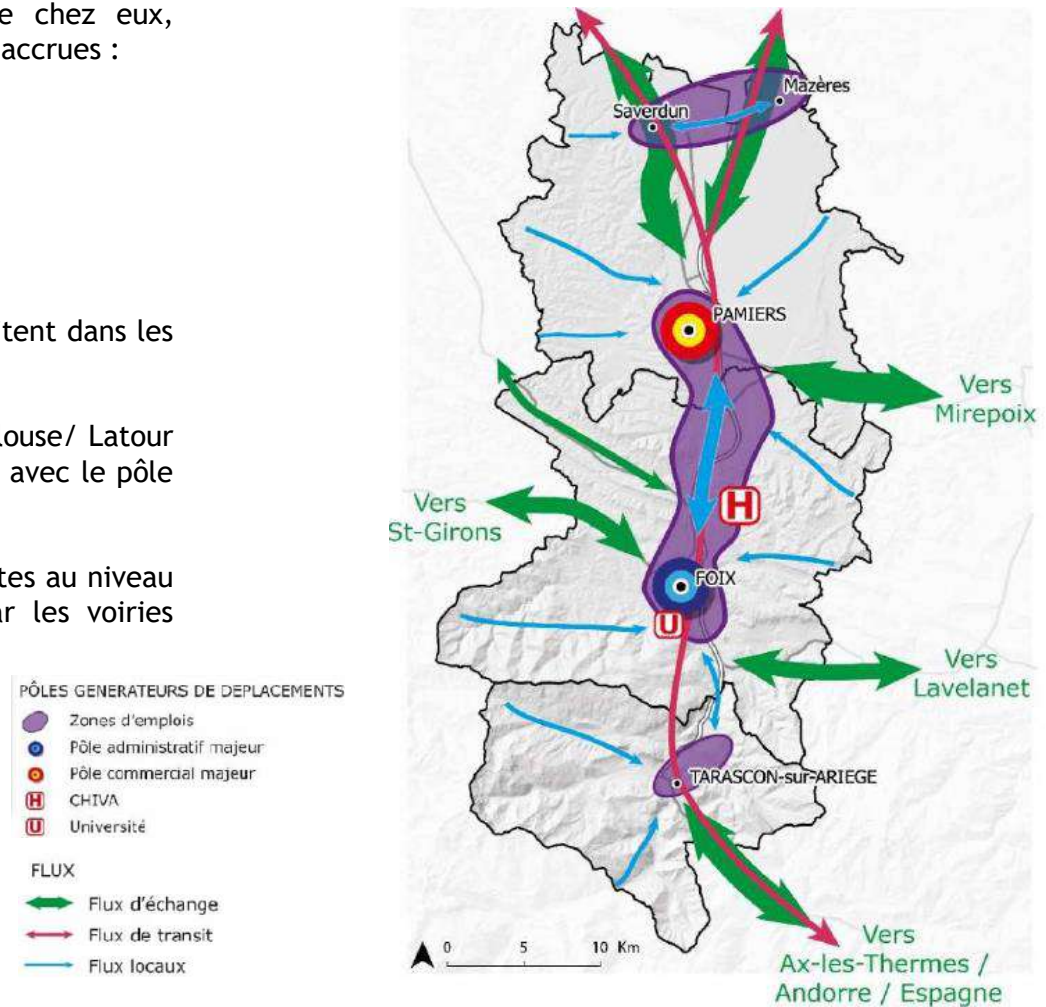 e chez eux,
accrues :
tent dans les
louse/ Latour
avec le pôle
tes au niveau
ar les voiries
PÔLES GENERATEURS DE DEPLACEMENTS
Zones d'emplois
Pôle administratif majeur
Pôle commercial majeur
H CHIVA
U Université
FLUX
Flux d'échange
Flux de transit
Flux locaux
Mazères
Saverdun
PAMIERS
Vers
Mirepoix
H
Vers
St-Girons
FOIX
U
Vers
Lavelanet
TARASCON-sur-ARIEGE
0 5 10 Km
Vers
Ax-les-Thermes /
Andorre / Espagne